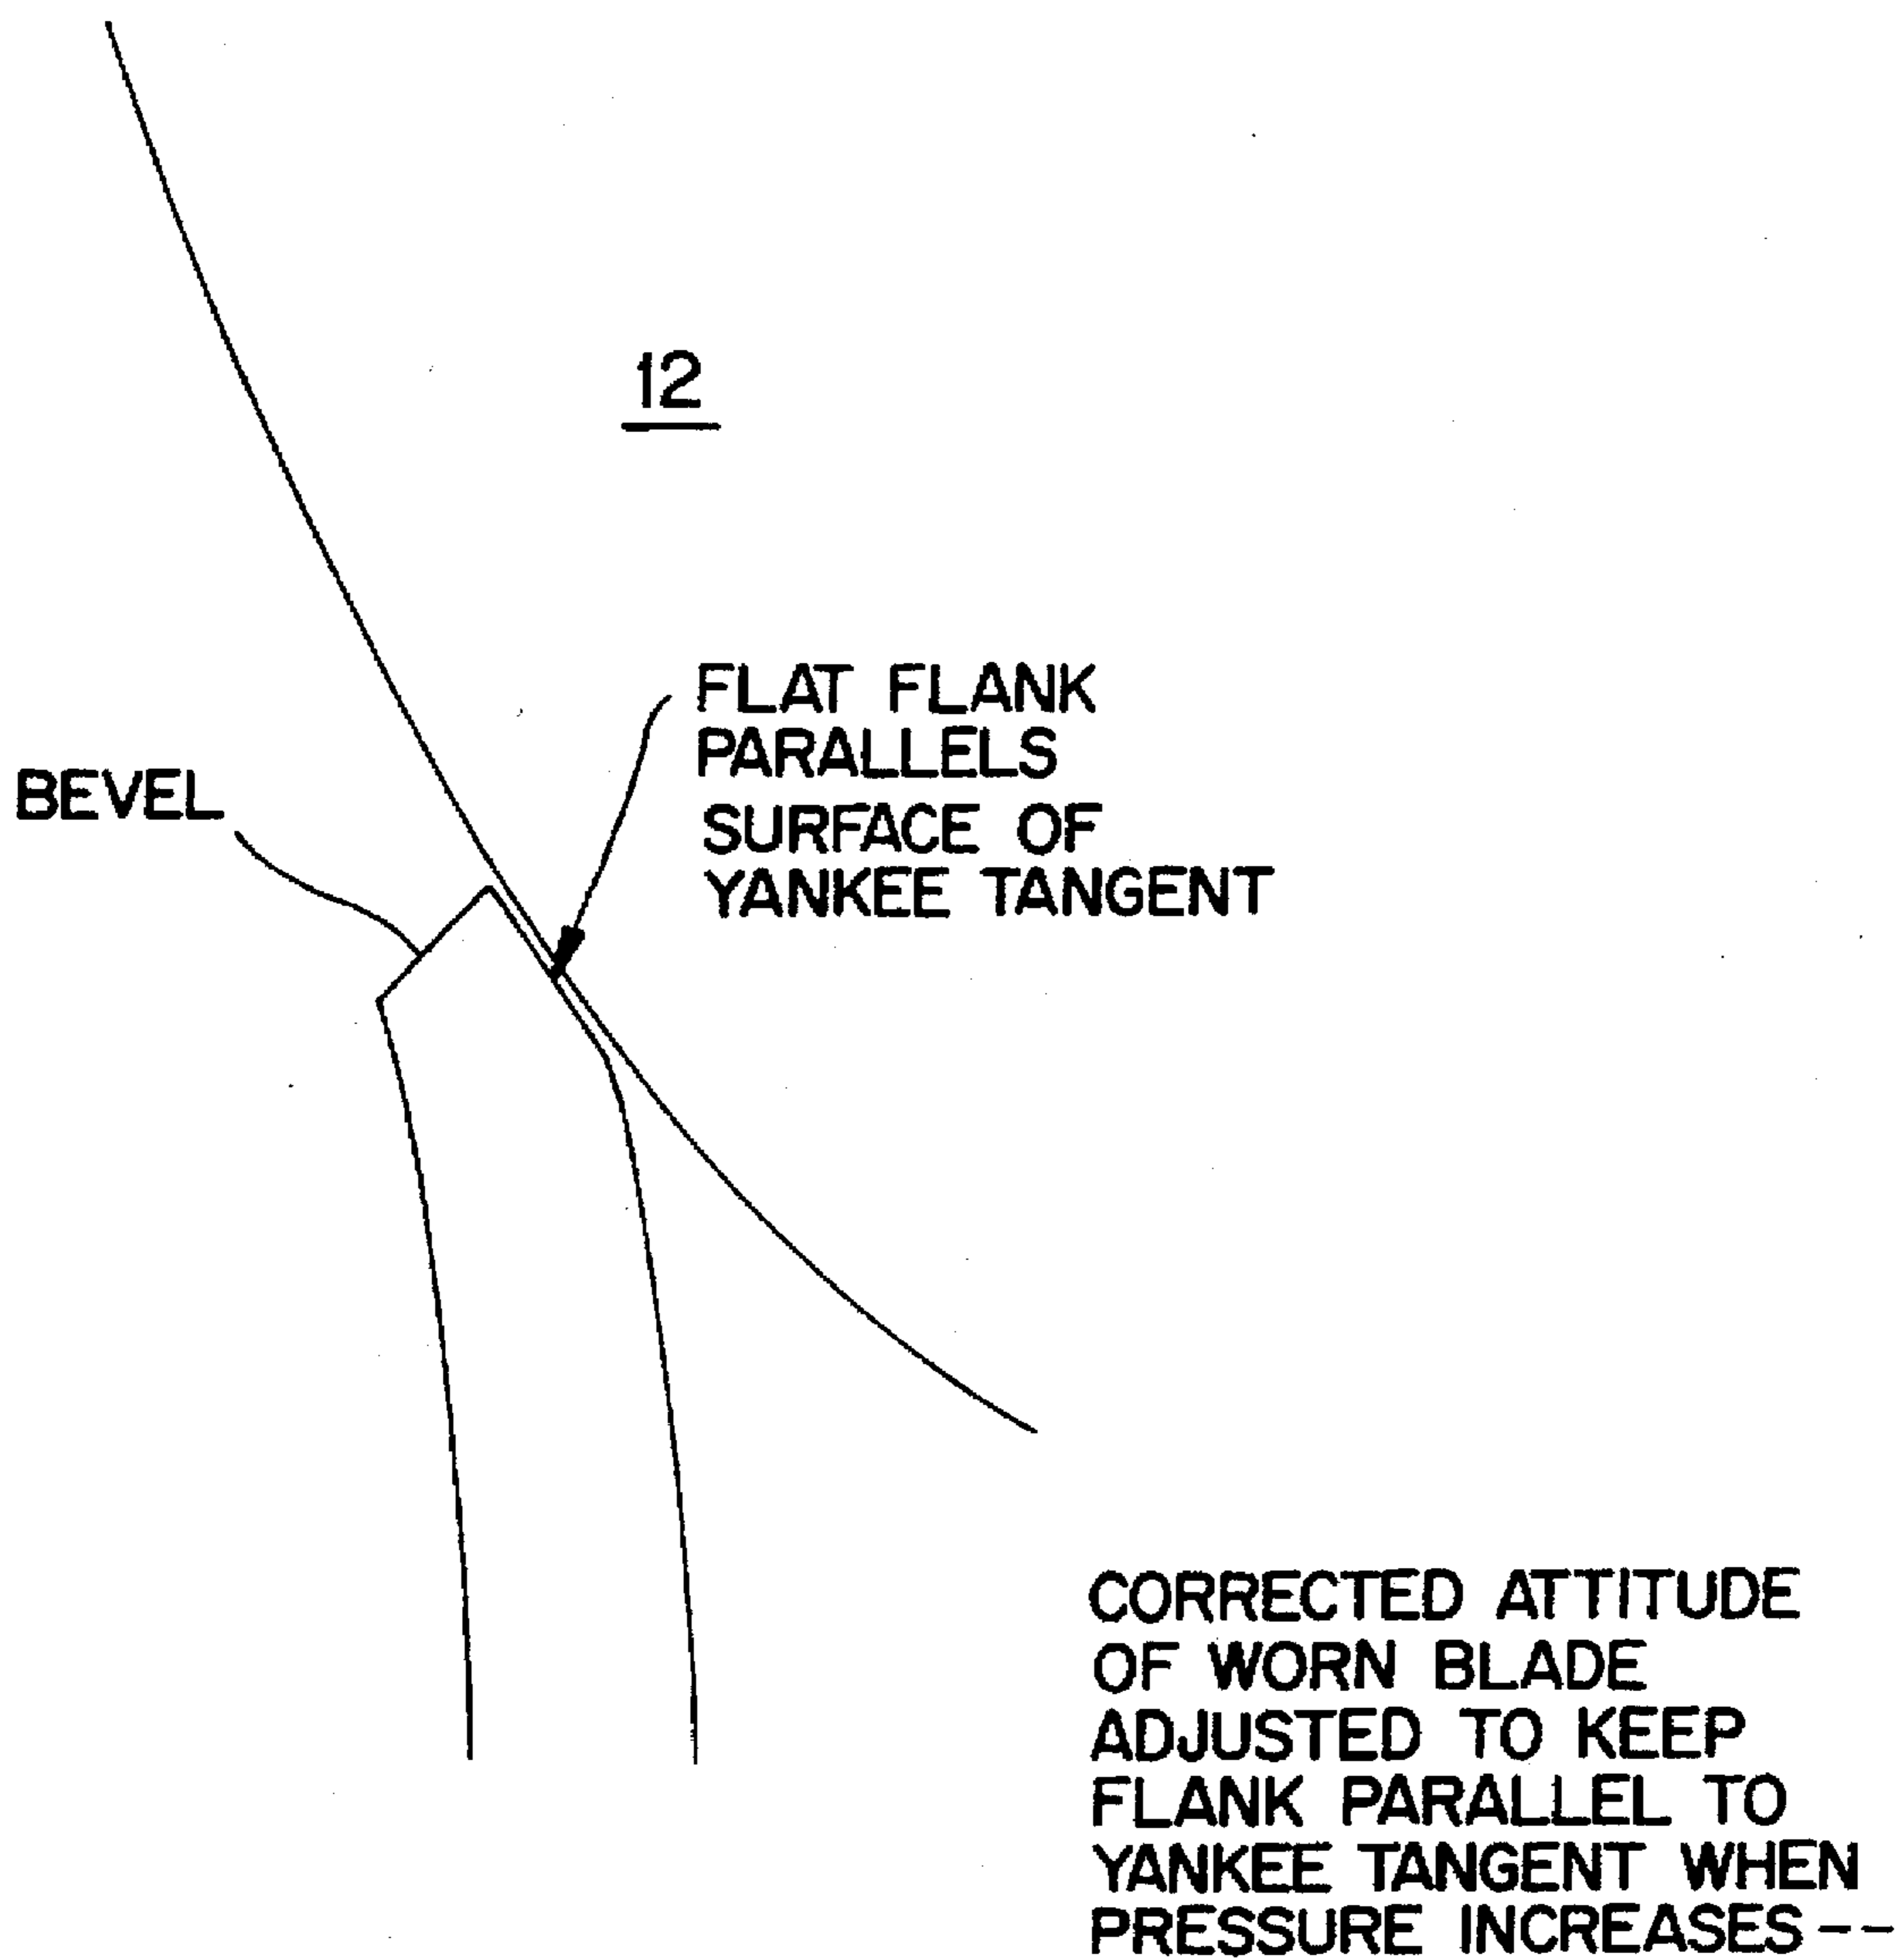 12
FLAT FLANK
PARALLELS
SURFACE OF
YANKEE TANGENT
BEVEL
CORRECTED ATTITUDE
OF WORN BLADE
ADJUSTED TO KEEP
FLANK PARALLEL TO
YANKEE TANGENT WHEN
PRESSURE INCREASES--